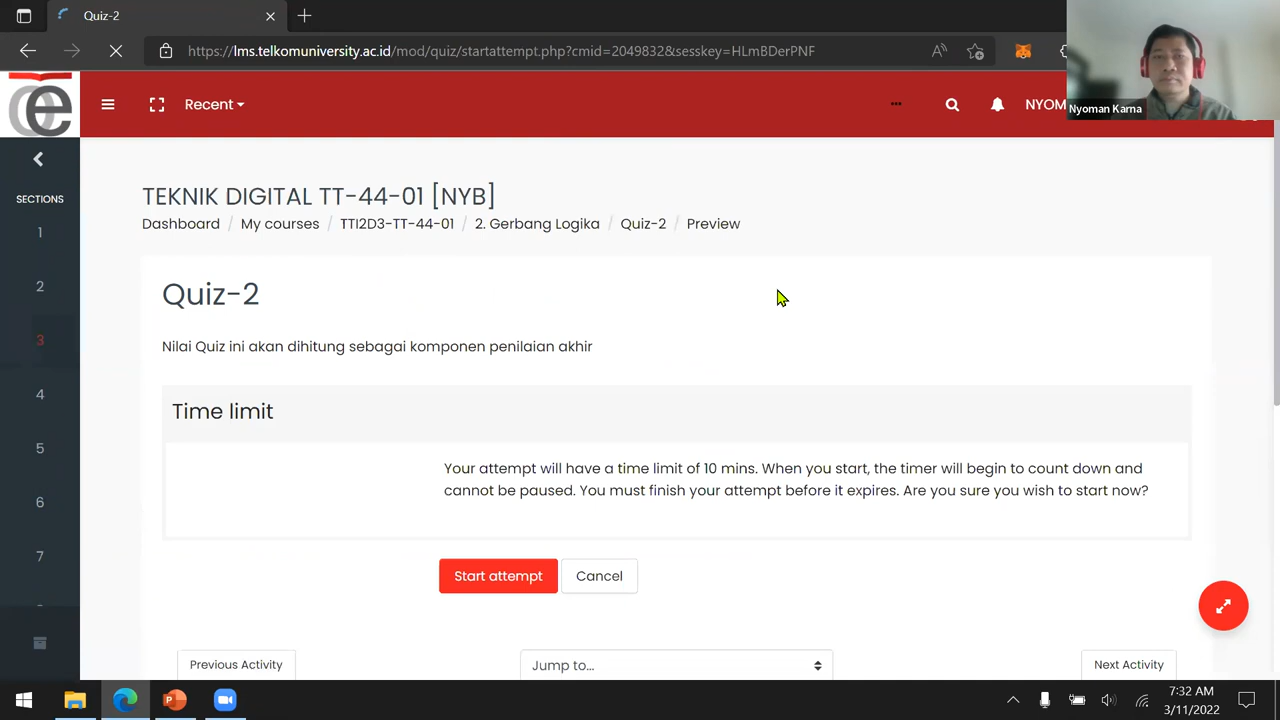 Quiz-2
https://lms.telkomuniversity.ac.id/mod/quiz/startattempt.php?cmid=2049832&sesskey=HLmBDerPNF
Recent
NYOM
Nyoman Karna
SECTIONS
1
2
3
4
5
6
7
TEKNIK DIGITAL TT-44-01 [NYB]
Dashboard / My courses / TTI2D3-TT-44-01 / 2. Gerbang Logika / Quiz-2 / Preview
Quiz-2
Nilai Quiz ini akan dihitung sebagai komponen penilaian akhir
Time limit
Your attempt will have a time limit of 10 mins. When you start, the timer will begin to count down and
cannot be paused. You must finish your attempt before it expires. Are you sure you wish to start now?
Start attempt
Cancel
Previous Activity
Jump to...
Next Activity
7:32 AM
3/11/2022